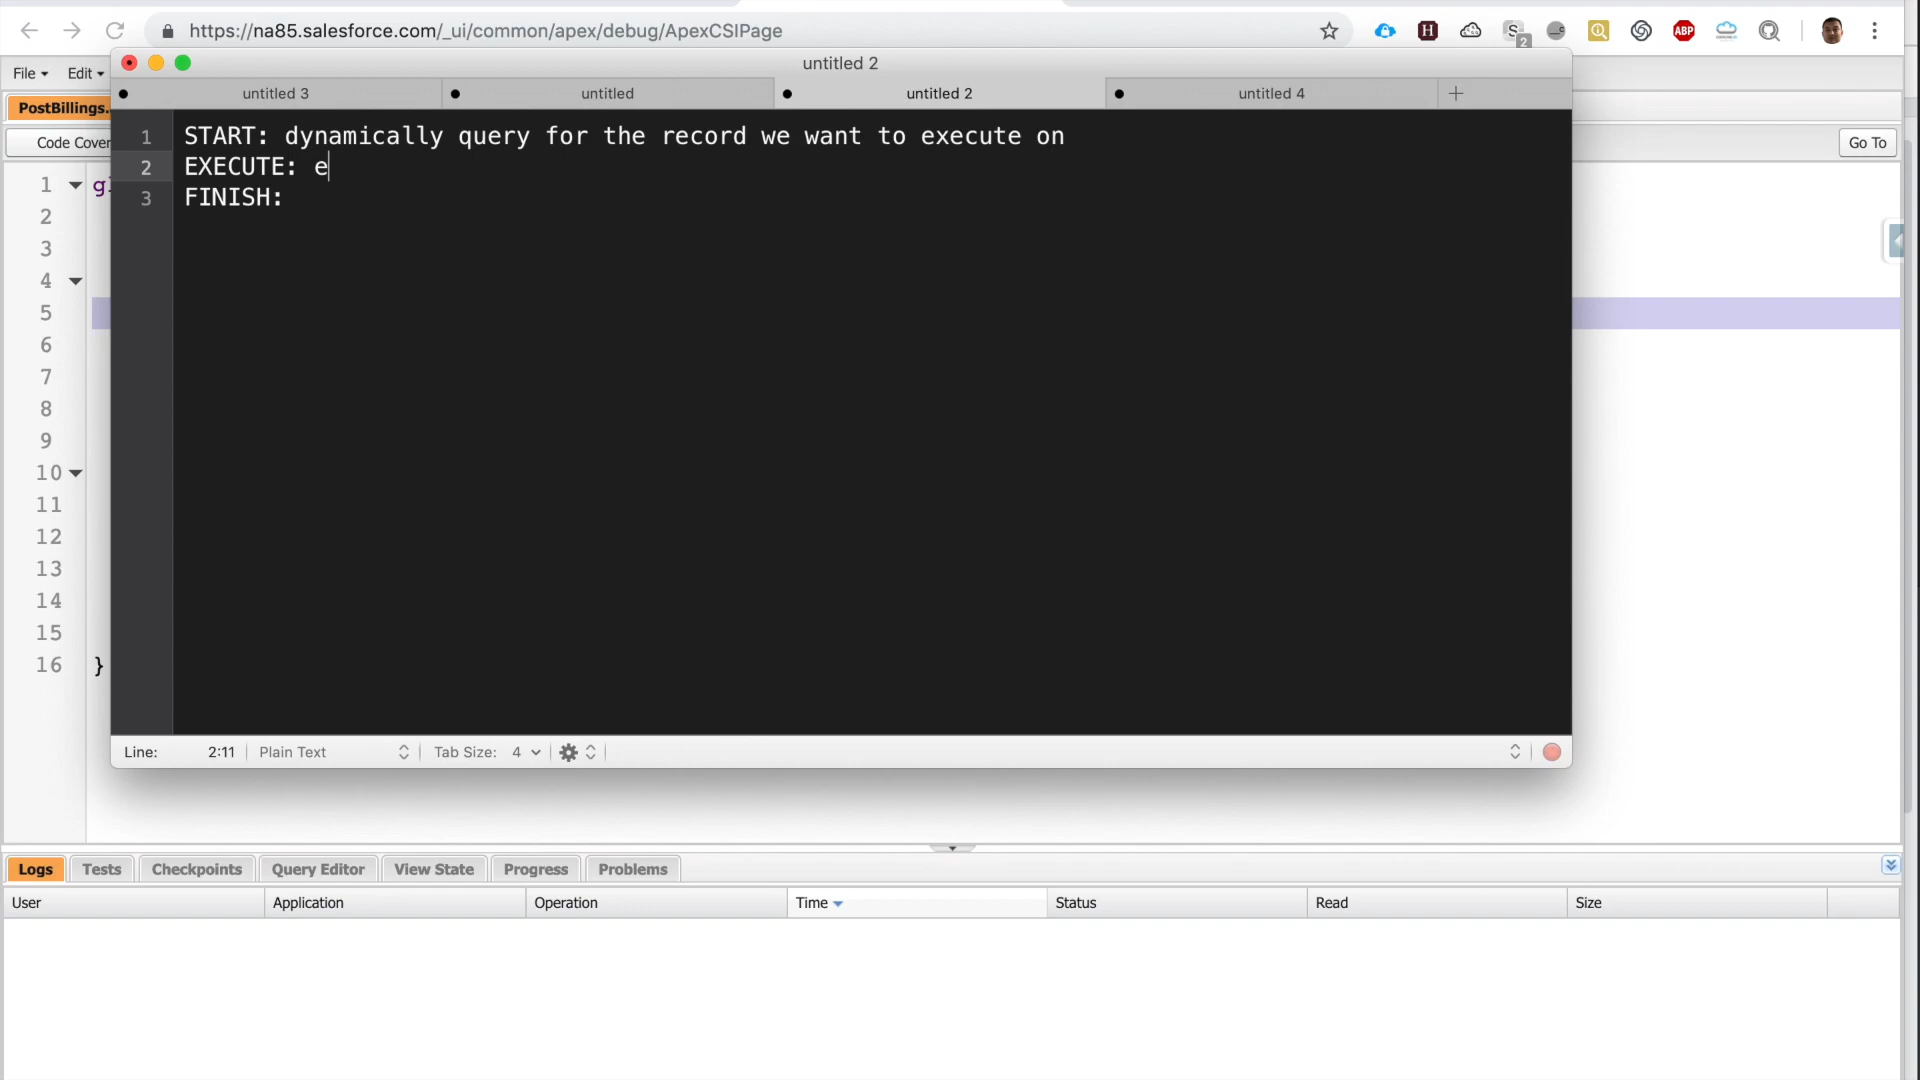 https://na85.salesforce.com/_ui/common/apex/debug/ApexCSIPage
S
2
H
ABP
untitled 2
File Edit
untitled 3 untitled untitled 2 untitled 4
PostBillings.
Code Cover
Go To
1 START: dynamically query for the record we want to execute on
2 EXECUTE: e
3 FINISH:
1
2
3
4
5
6
7
8
9
10
11
12
13
14
15
16 }
Line: 2:11 Plain Text Tab Size: 4
Logs Tests Checkpoints Query Editor View State Progress Problems
User Application Operation Time Status Read Size